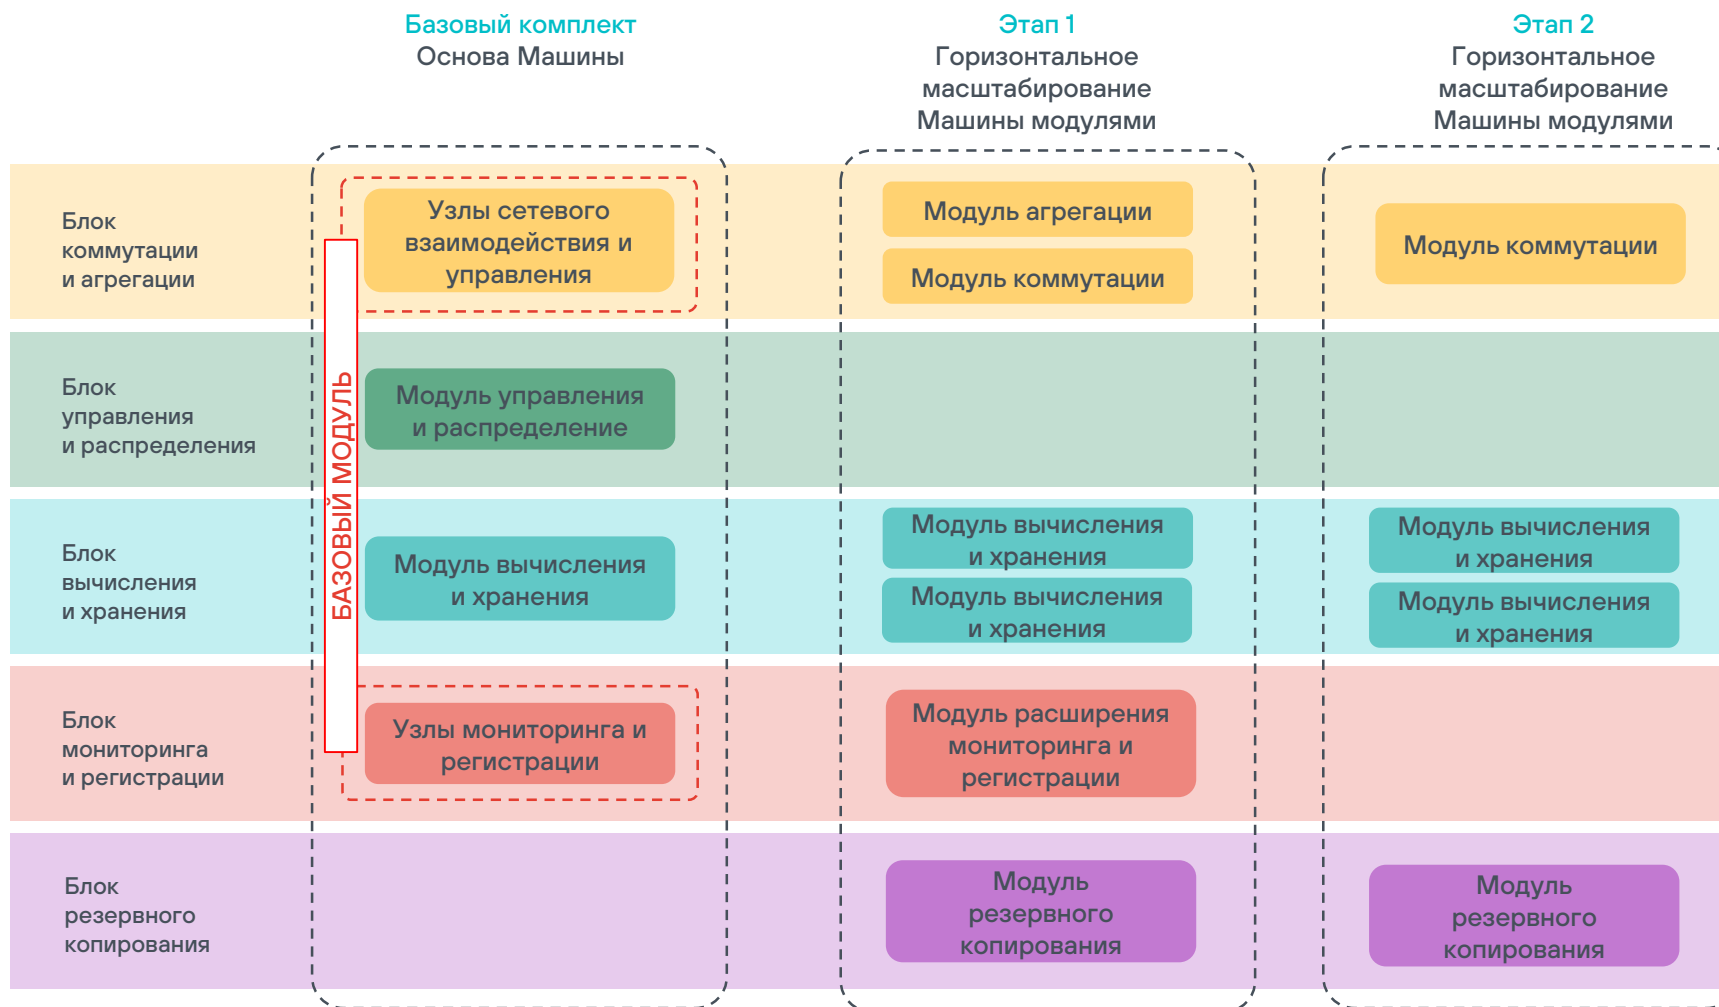 Базовый комплект
Основа Машины
Этап 1
Горизонтальное
масштабирование
Машины модулями
Этап 2
Горизонтальное
масштабирование
Машины модулями
Блок
коммутации
и агрегации
Узлы сетевого
взаимодействия и
управления
Модуль агрегации
Модуль коммутации
Модуль коммутации
БАЗОВЫЙ МОДУЛЬ
Блок
управления
и распределения
Модуль управления
и распределение
Блок
вычисления
и хранения
Модуль вычисления
и хранения
Модуль вычисления
и хранения
Модуль вычисления
и хранения
Модуль вычисления
и хранения
Модуль вычисления
и хранения
Блок
мониторинга
и регистрации
Узлы мониторинга и
регистрации
Модуль расширения
мониторинга и
регистрации
Блок
резервного
копирования
Модуль
резервного
копирования
Модуль
резервного
копирования